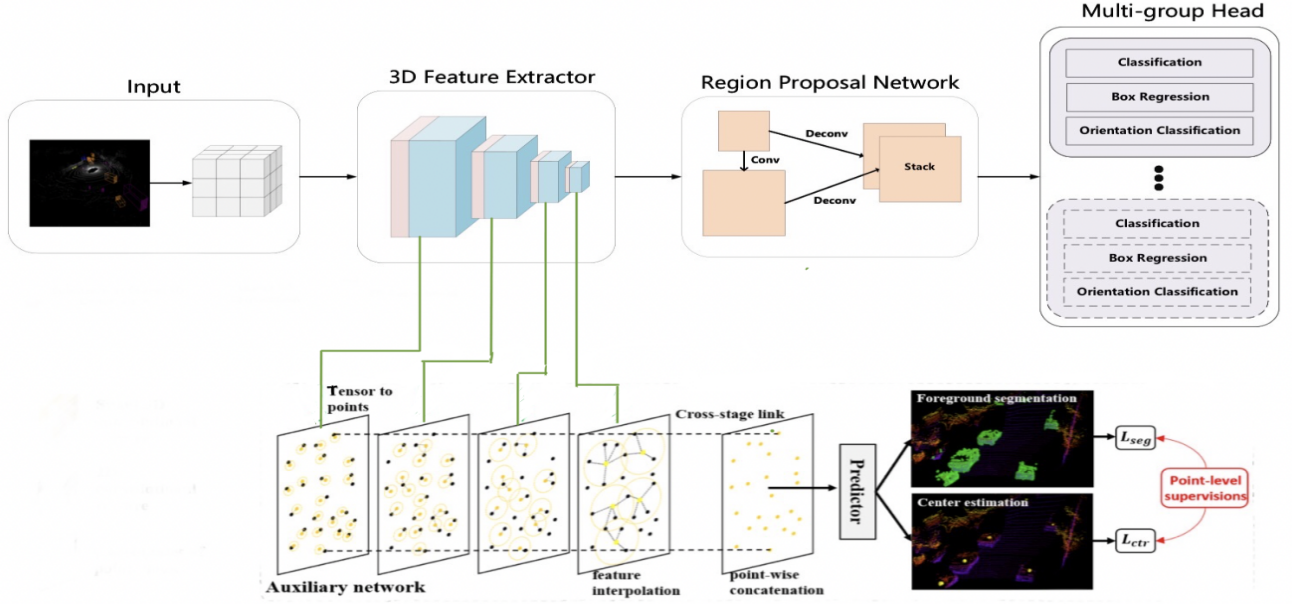 Multi-group Head
Input
3D Feature Extractor
Region Proposal Network
Classification
Box Regression
Orientation Classification
Deconv
Conv
Stack
Deconv
Classification
Box Regression
Orientation Classification
Tensor to
points
Cross-stage link
Foreground segmentation
Predictor
Lseg
Point-level
supervisions
Center estimation
Lctr
Auxiliary network
feature
interpolation
point-wise
concatenation